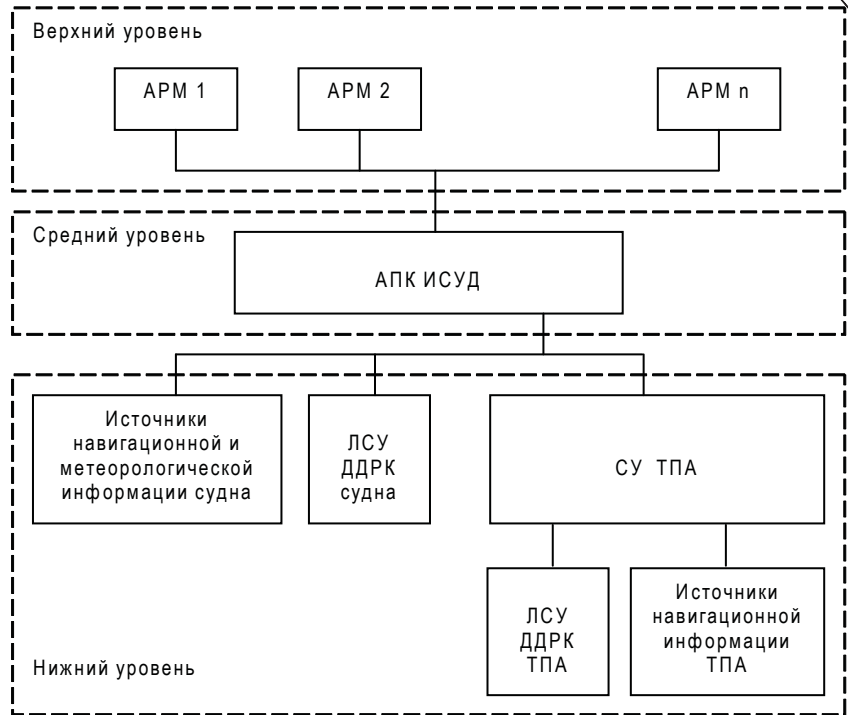 Верхний уровень
АРМ 1
АРМ 2
АРМ n
Средний уровень
АПК ИСУД
Источники
навигационной и
метеорологической
информации судна
ЛСУ
ДДРК
судна
СУ ТПА
ЛСУ
ДДРК
ТПА
Источники
навигационной
информации
ТПА
Нижний уровень